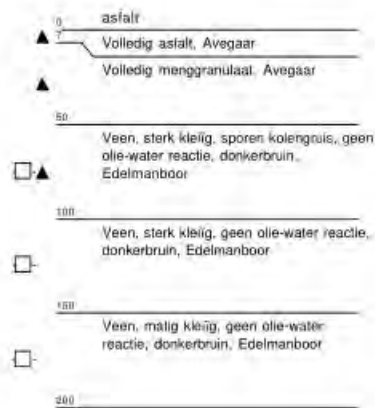 0 asfalt
7 Volledig asfalt, Avegaar
Volledig menggranulaat, Avegaar
50
Veen, sterk kleiig, sporen kolengruis, geen
olie-water reactie, donkerbruin,
Edelmanboor
100
Veen, sterk kleiig, geen olie-water reactie,
donkerbruin, Edelmanboor
150
Veen, matig kleiig, geen olie-water
reactie, donkerbruin, Edelmanboor
200